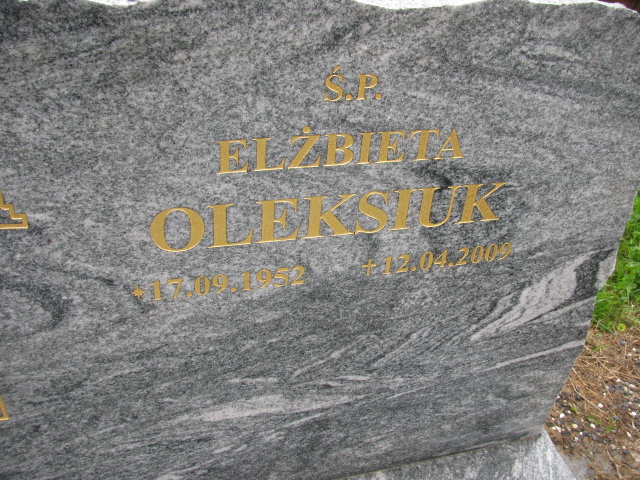 Ś.P.
ELŻBIETA
OLEKSIUK
*17.09.1952 †12.04.2009